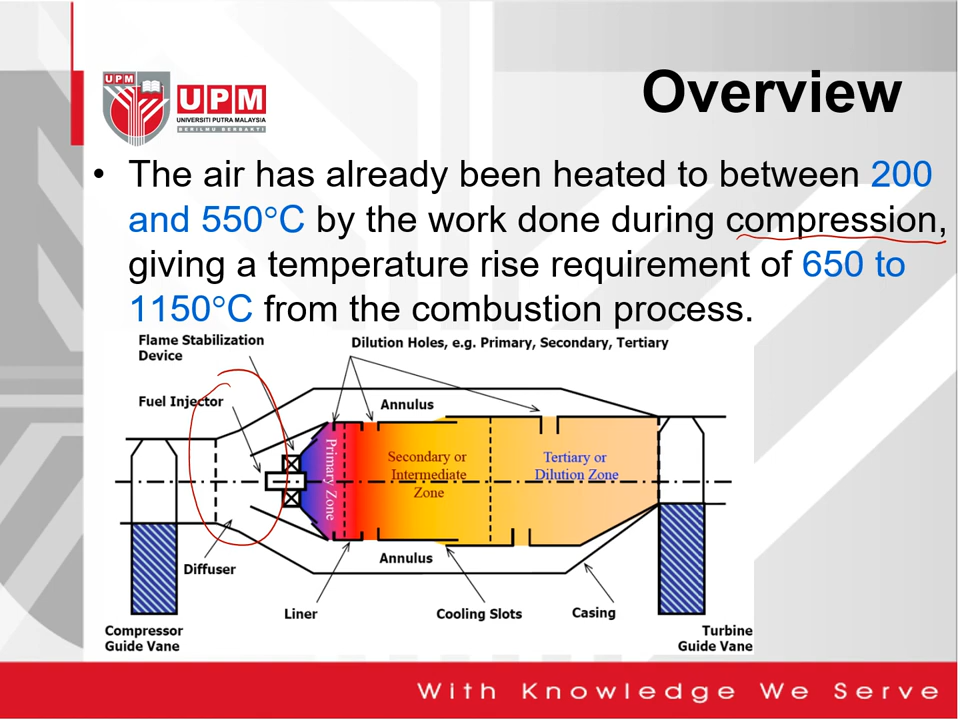 Overview
UPM
UPM
UNIVERSITI PUTRA MALAYSIA
BERILMU BERBAKTI
• The air has already been heated to between 200
and 550°C by the work done during compression,
giving a temperature rise requirement of 650 to
1150°C from the combustion process.
Flame Stabilization
Device
Dilution Holes, e.g. Primary, Secondary, Tertiary
Fuel Injector
Annulus
Primary Zone
Secondary or
Intermediate
Zone
Tertiary or
Dilution Zone
Annulus
Diffuser
Liner
Cooling Slots
Casing
Compressor
Guide Vane
Turbine
Guide Vane
With Knowledge We Serve